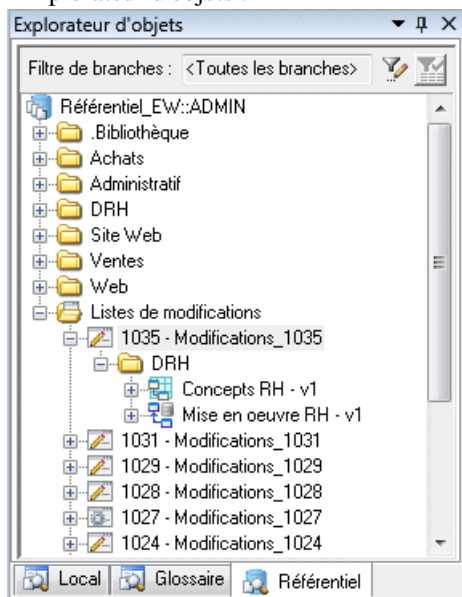 Explorateur d'objets
Filtre de branches : <Toutes les branches>
Référentiel_EW::ADMIN
.Bibliothèque
Achats
Administratif
DRH
Site Web
Ventes
Web
Listes de modifications
1035 - Modifications_1035
DRH
Concepts RH - v1
Mise en oeuvre RH - v1
1031 - Modifications_1031
1029 - Modifications_1029
1028 - Modifications_1028
1027 - Modifications_1027
1024 - Modifications_1024
Local Glossaire Référentiel